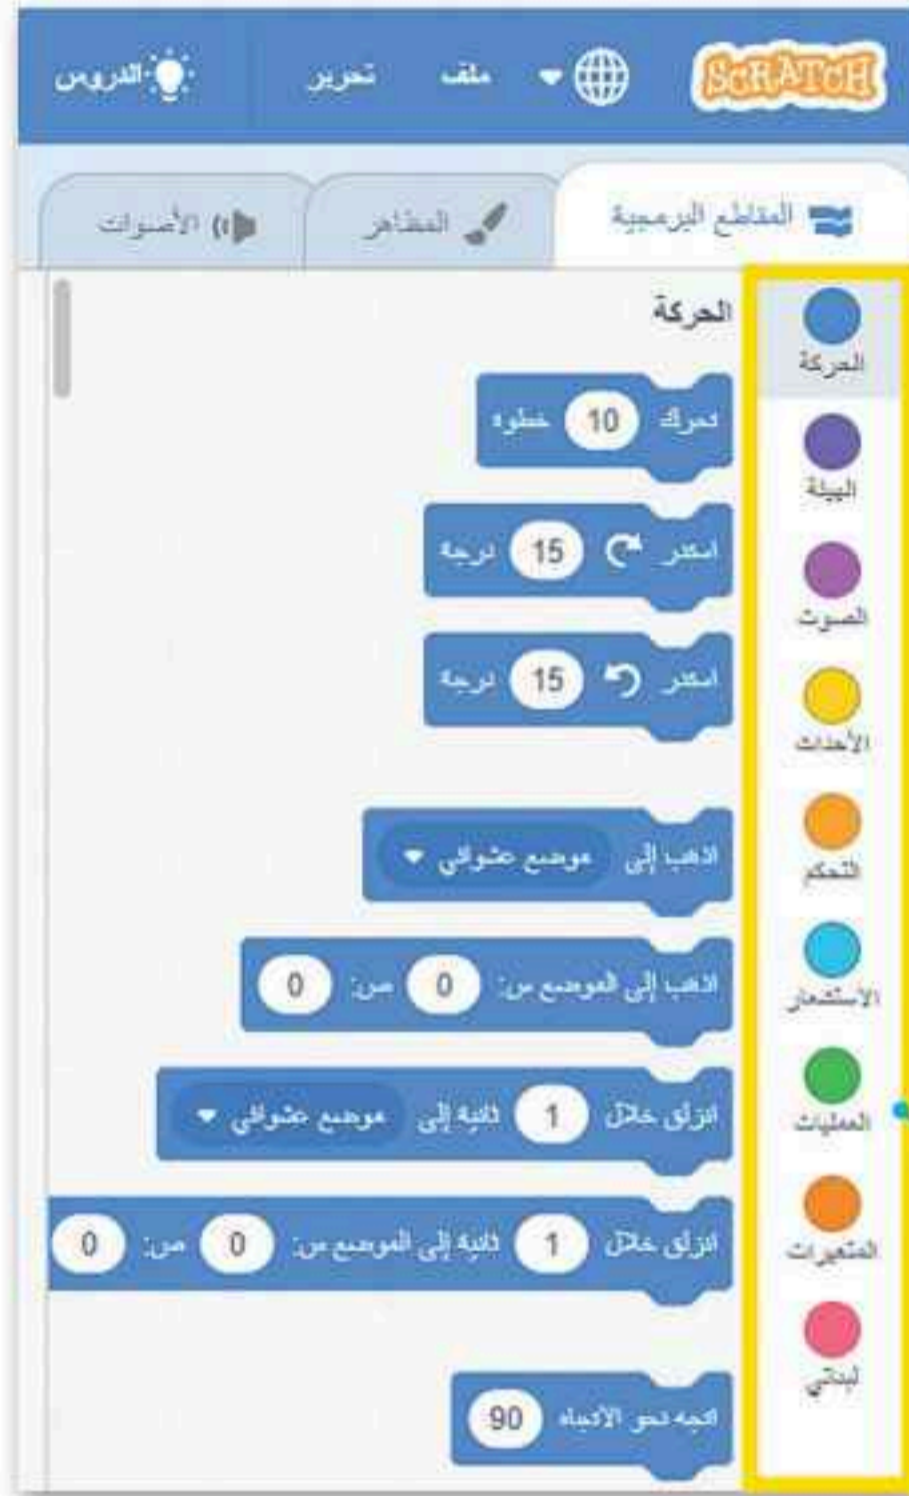 SCRATCH ملف تحرير الدروس
المقاطع البرمجية المظاهر الأصوات
الحركة
الهيئة
الصوت
الأحداث
التحكم
الاستشعار
العمليات
المتغيرات
لبناتي
الحركة
تحرك 10 خطوة
استدر 15 درجة
استدر 15 درجة
اذهب إلى موضع عشوائي
اذهب إلى الموضع س: 0 ص: 0
انزلق خلال 1 ثانية إلى موضع عشوائي
انزلق خلال 1 ثانية إلى الموضع س: 0 ص: 0
اتجه نحو الاتجاه 90